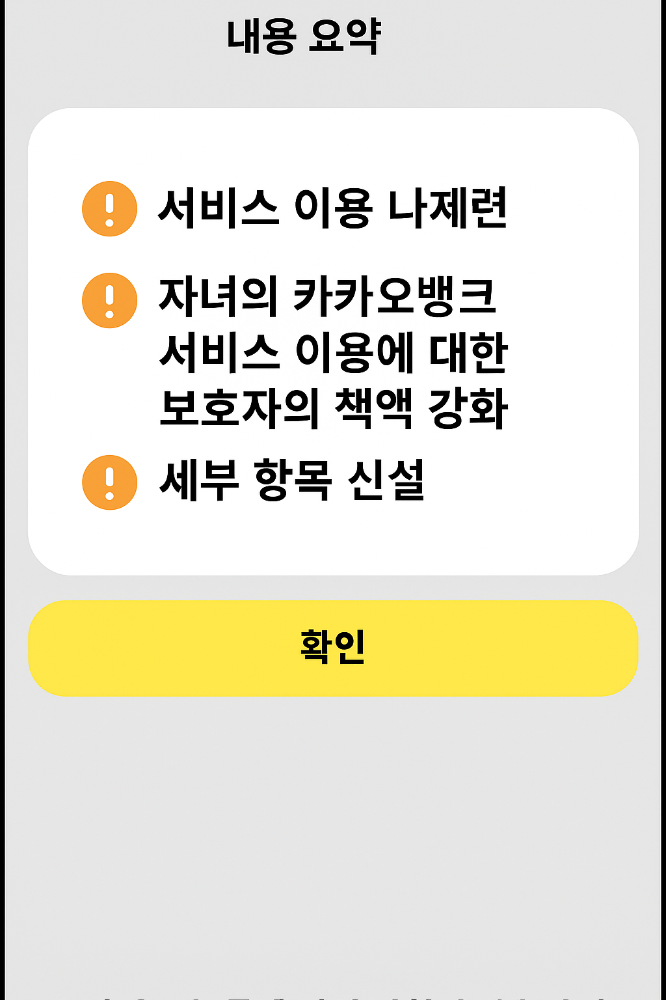 내용 요약
서비스 이용 나제련
자녀의 카카오뱅크
서비스 이용에 대한
보호자의 책액 강화
세부 항목 신설
확인